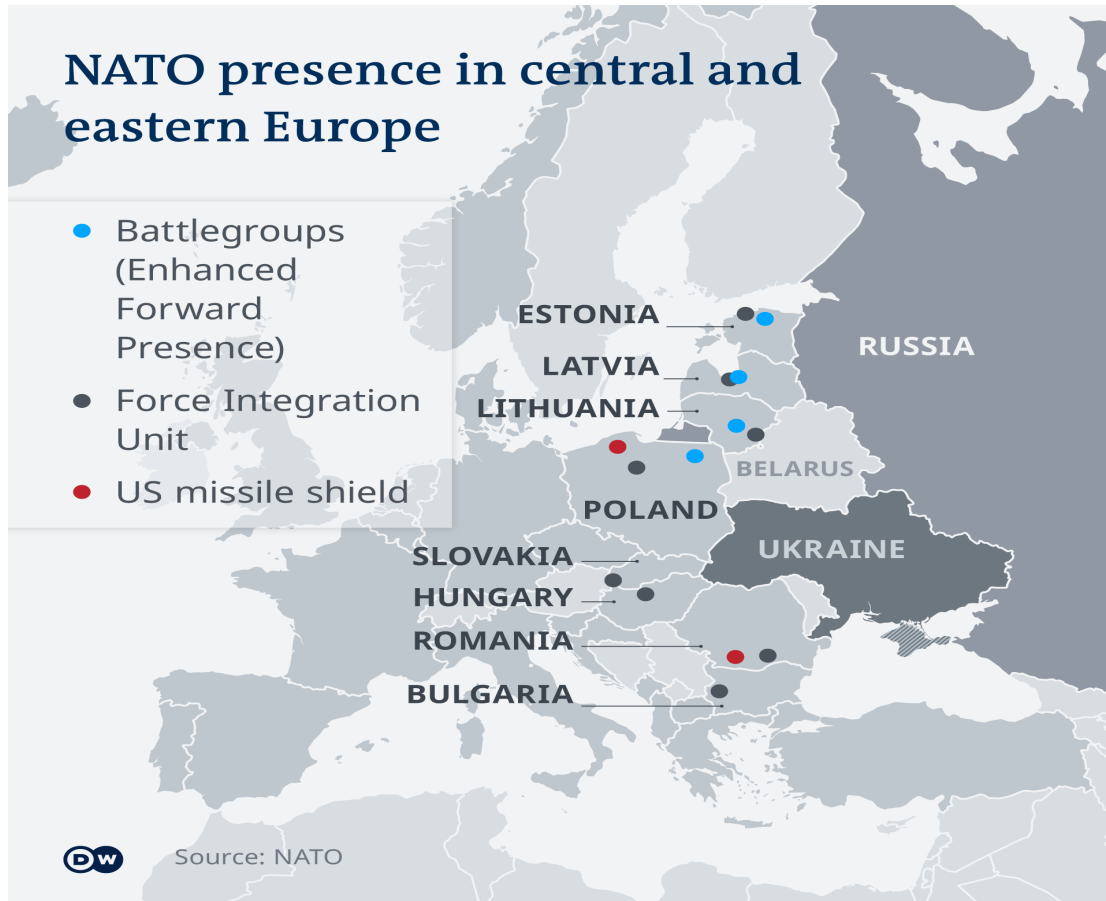 NATO presence in central and
eastern Europe
Battlegroups
(Enhanced
Forward
Presence)
Force Integration
Unit
US missile shield
ESTONIA
RUSSIA
LATVIA
LITHUANIA
BELARUS
POLAND
UKRAINE
SLOVAKIA
HUNGARY
ROMANIA
BULGARIA
DW
Source: NATO